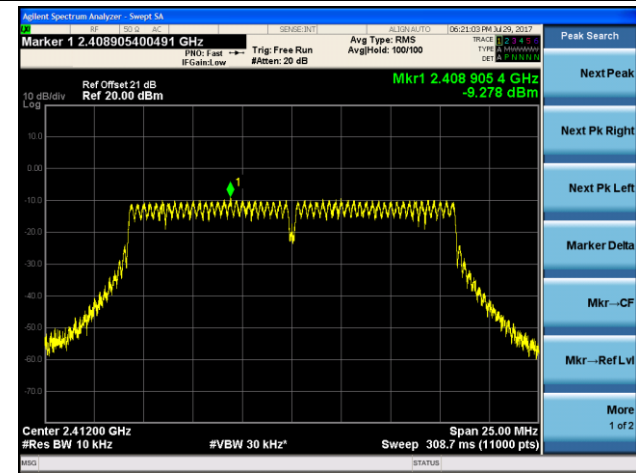 Agilent Spectrum Analyzer - Swept SA
RF 50 Ω AC SENSE:INT ALIGN AUTO 06:21:03 PM Jul 29, 2017
Marker 1 2.408905400491 GHz
PNO: Fast
IFGain:Low
Trig: Free Run
#Atten: 20 dB
Avg Type: RMS
Avg|Hold: 100/100
TRACE 1 2 3 4 5 6
TYPE A
DET A P N N N N
Peak Search
Ref Offset 21 dB
10 dB/div Ref 20.00 dBm
Log
Mkr1 2.408 905 4 GHz
-9.278 dBm
10.0
0.00
-10.0
-20.0
-30.0
-40.0
-50.0
-60.0
-70.0
1
Center 2.41200 GHz
Span 25.00 MHz
#Res BW 10 kHz
#VBW 30 kHz*
Sweep 308.7 ms (11000 pts)
MSG STATUS
Next Peak
Next Pk Right
Next Pk Left
Marker Delta
Mkr→CF
Mkr→Ref Lvl
More
1 of 2